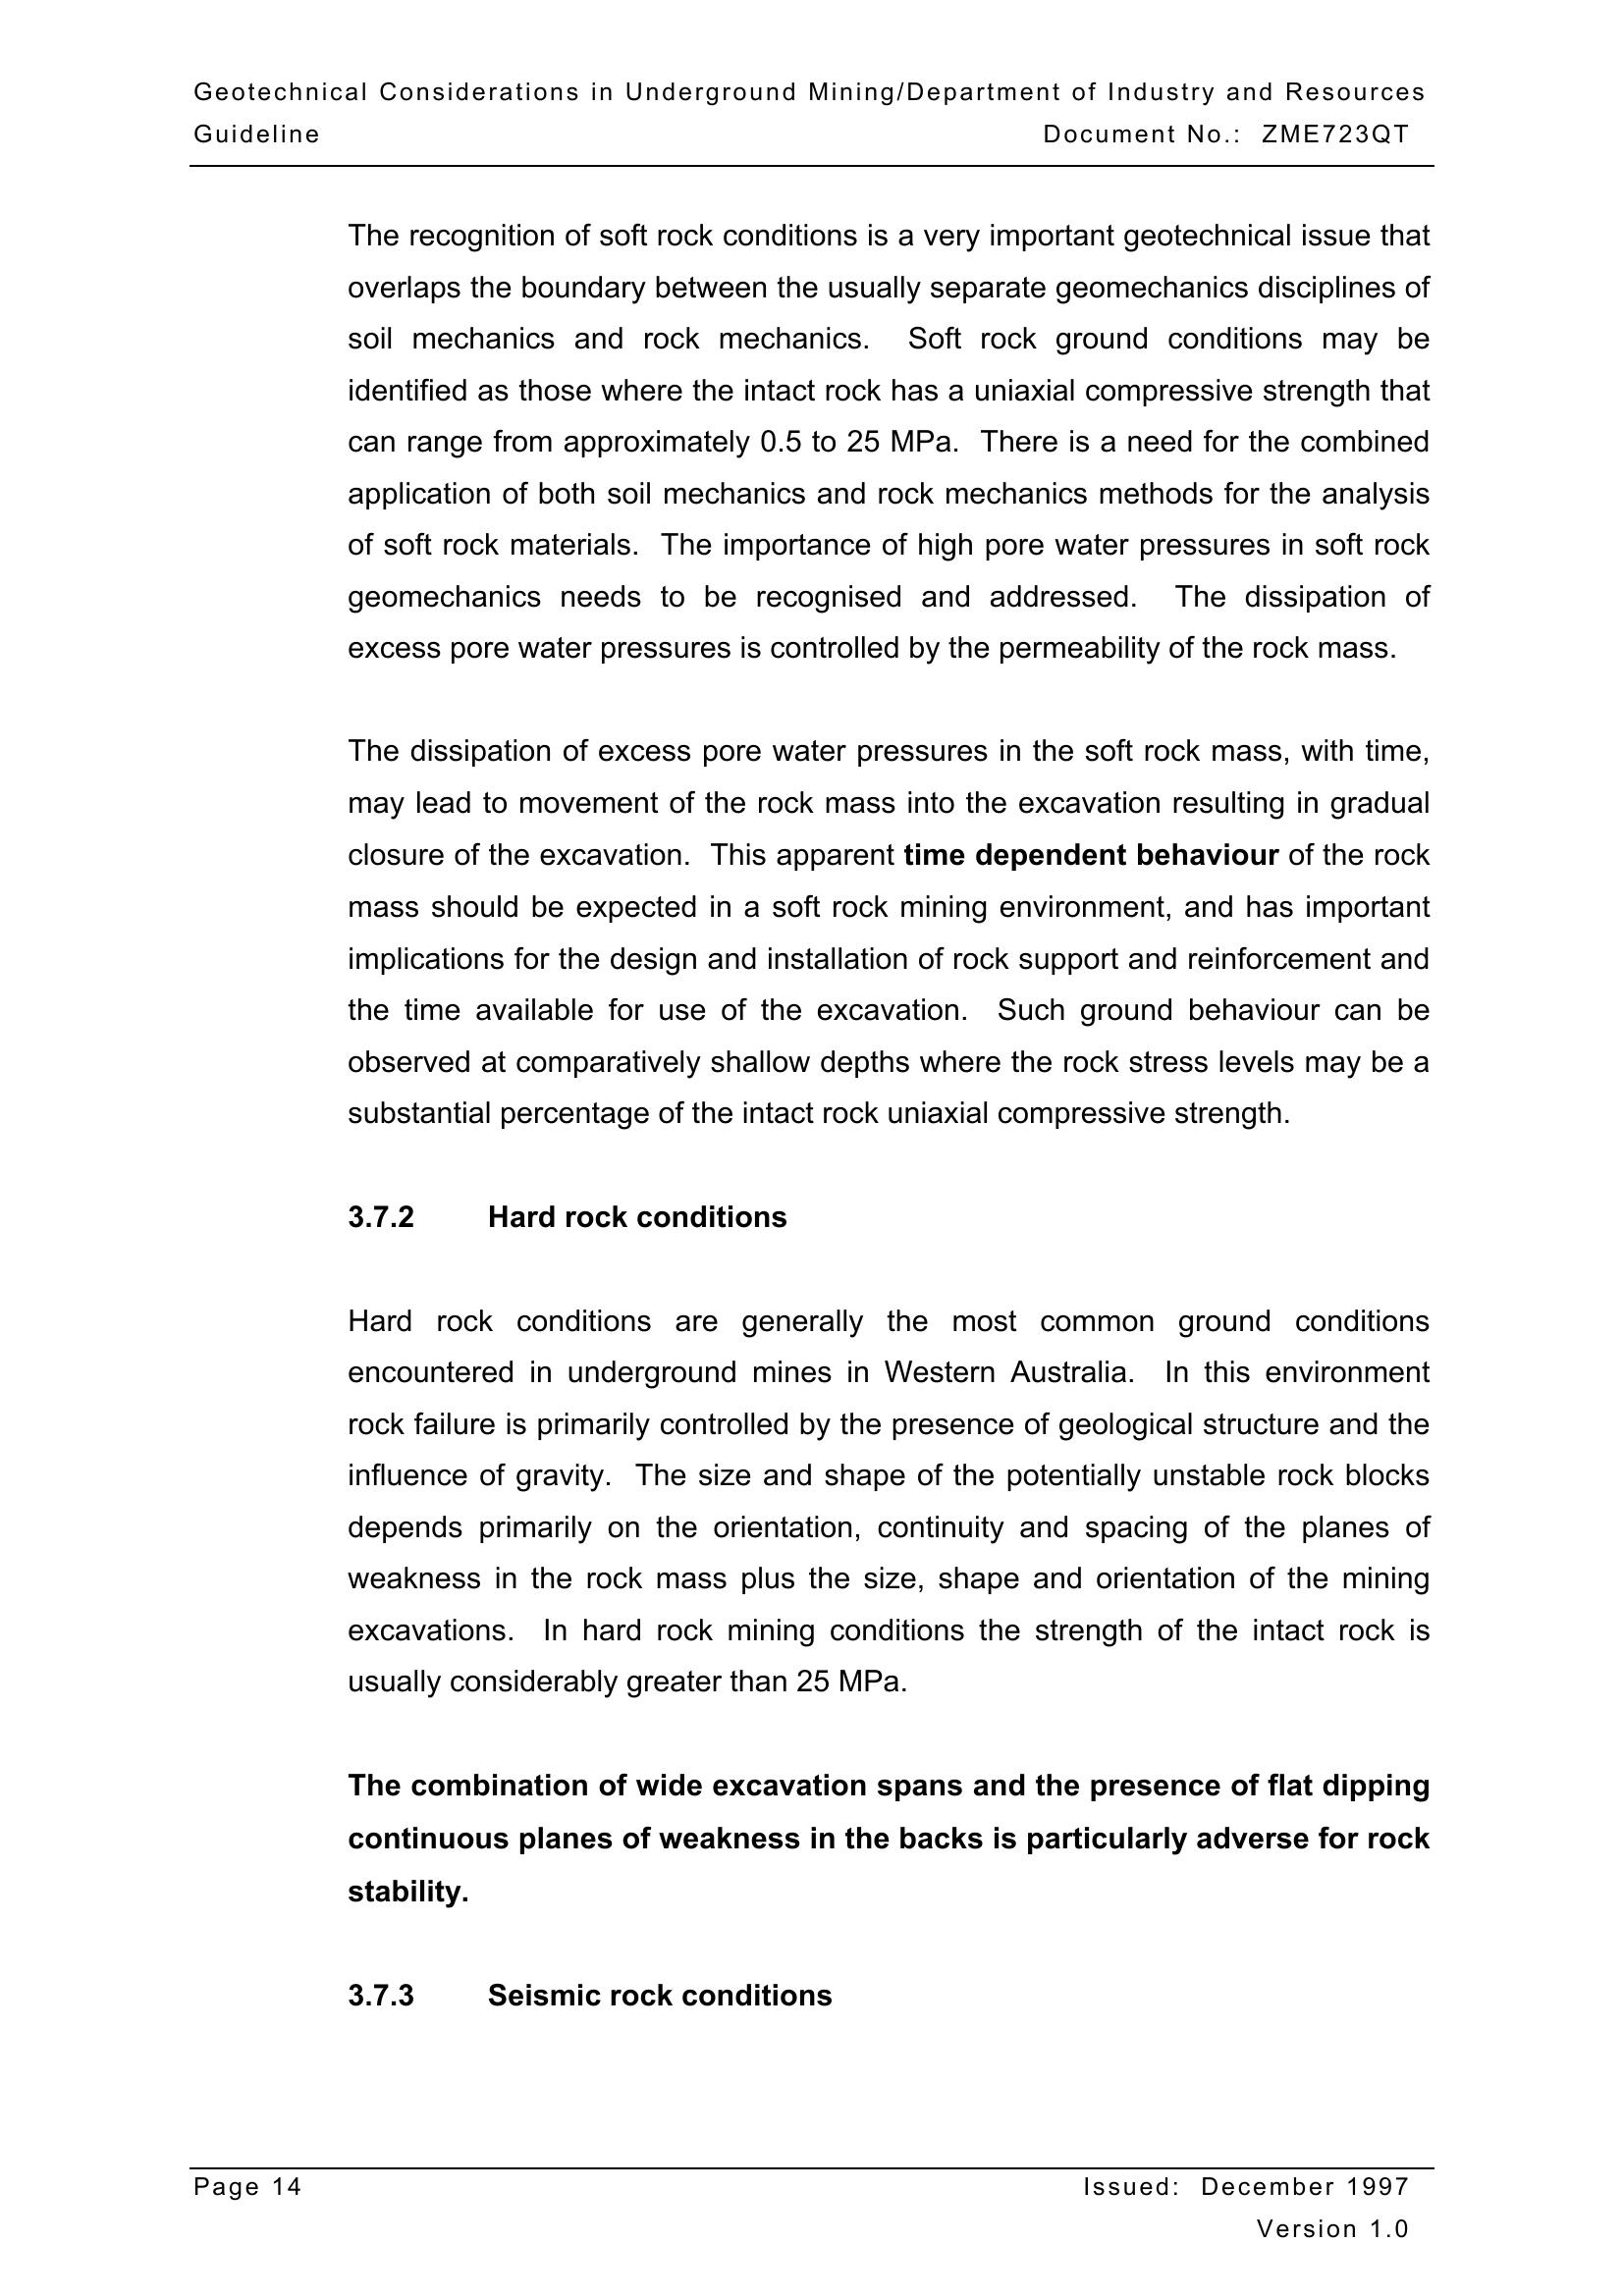 Geotechnical Considerations in Underground Mining/Department of Industry and Resources
Guideline Document No.: ZME723QT
The recognition of soft rock conditions is a very important geotechnical issue that
overlaps the boundary between the usually separate geomechanics disciplines of
soil mechanics and rock mechanics. Soft rock ground conditions may be
identified as those where the intact rock has a uniaxial compressive strength that
can range from approximately 0.5 to 25 MPa. There is a need for the combined
application of both soil mechanics and rock mechanics methods for the analysis
of soft rock materials. The importance of high pore water pressures in soft rock
geomechanics needs to be recognised and addressed. The dissipation of
excess pore water pressures is controlled by the permeability of the rock mass.
The dissipation of excess pore water pressures in the soft rock mass, with time,
may lead to movement of the rock mass into the excavation resulting in gradual
closure of the excavation. This apparent time dependent behaviour of the rock
mass should be expected in a soft rock mining environment, and has important
implications for the design and installation of rock support and reinforcement and
the time available for use of the excavation. Such ground behaviour can be
observed at comparatively shallow depths where the rock stress levels may be a
substantial percentage of the intact rock uniaxial compressive strength.
3.7.2 Hard rock conditions
Hard rock conditions are generally the most common ground conditions
encountered in underground mines in Western Australia. In this environment
rock failure is primarily controlled by the presence of geological structure and the
influence of gravity. The size and shape of the potentially unstable rock blocks
depends primarily on the orientation, continuity and spacing of the planes of
weakness in the rock mass plus the size, shape and orientation of the mining
excavations. In hard rock mining conditions the strength of the intact rock is
usually considerably greater than 25 MPa.
The combination of wide excavation spans and the presence of flat dipping
continuous planes of weakness in the backs is particularly adverse for rock
stability.
3.7.3 Seismic rock conditions
Page 14 Issued: December 1997
Version 1.0